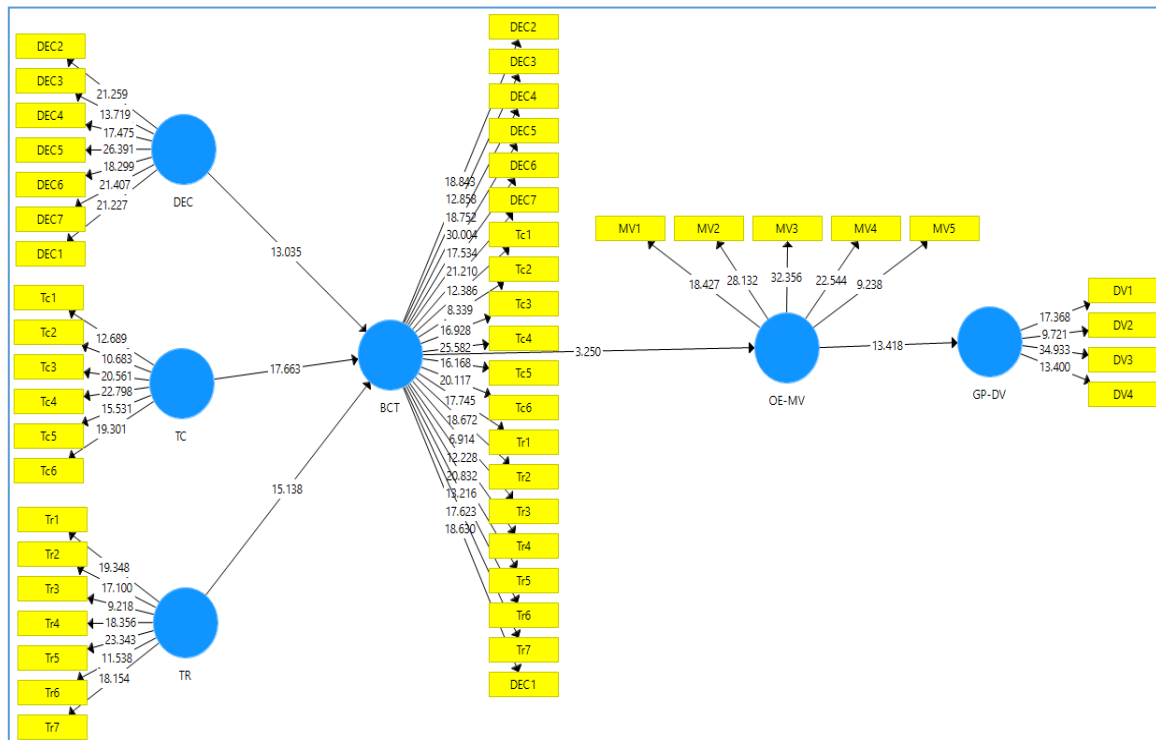 DEC2
DEC3
DEC4
DEC5
DEC6
DEC7
DEC1
21.259
13.719
17.475
26.391
18.299
21.407
21.227
DEC
Tc1
Tc2
Tc3
Tc4
Tc5
Tc6
12.689
10.683
20.561
22.798
15.531
19.301
TC
Tr1
Tr2
Tr3
Tr4
Tr5
Tr6
Tr7
19.348
17.100
9.218
18.356
23.343
11.538
18.154
TR
13.035
17.663
15.138
BCT
18.843
12.858
18.752
30.004
17.534
21.210
12.386
8.339
16.928
25.582
16.168
20.117
17.745
18.672
6.914
12.228
20.832
13.216
17.623
18.630
DEC2
DEC3
DEC4
DEC5
DEC6
DEC7
Tc1
Tc2
Tc3
Tc4
Tc5
Tc6
Tr1
Tr2
Tr3
Tr4
Tr5
Tr6
Tr7
DEC1
3.250
MV1
MV2
MV3
MV4
MV5
18.427
28.132
32.356
22.544
9.238
OE-MV
13.418
GP-DV
17.368
9.721
34.933
13.400
DV1
DV2
DV3
DV4